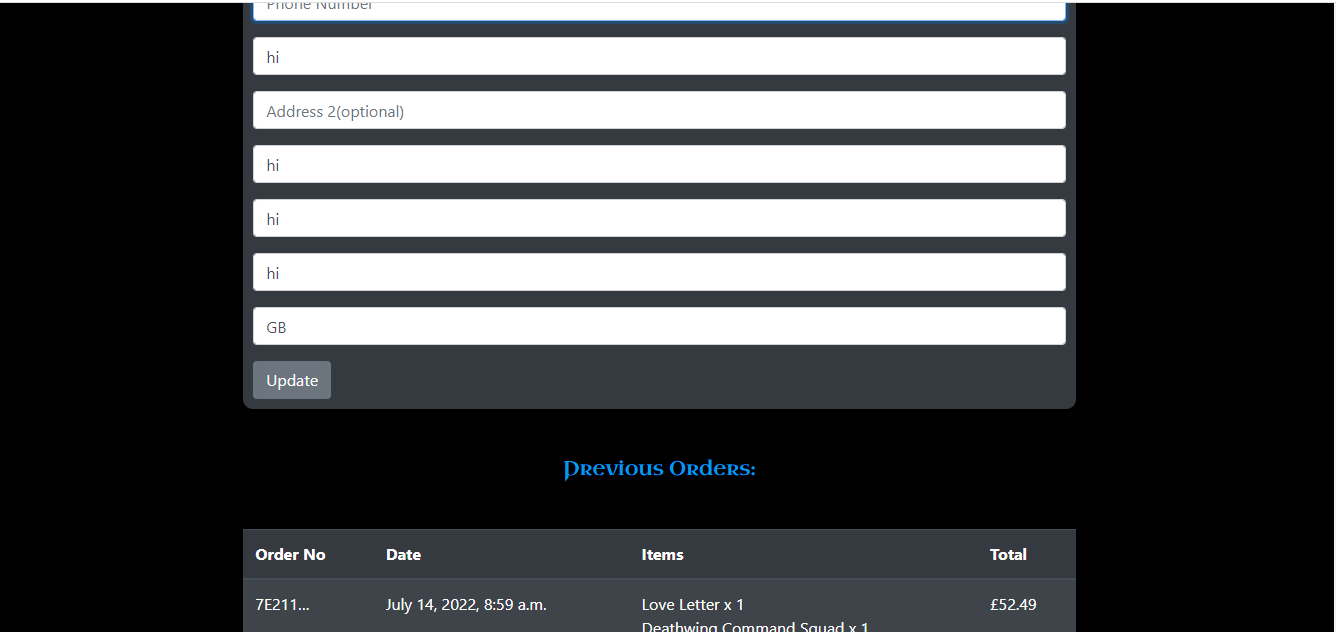 Phone Number
hi
Address 2(optional)
hi
hi
hi
GB
Update
Previous Orders:
Order No Date Items Total
7E211... July 14, 2022, 8:59 a.m. Love Letter x 1 £52.49
Deathwing Command Squad x 1